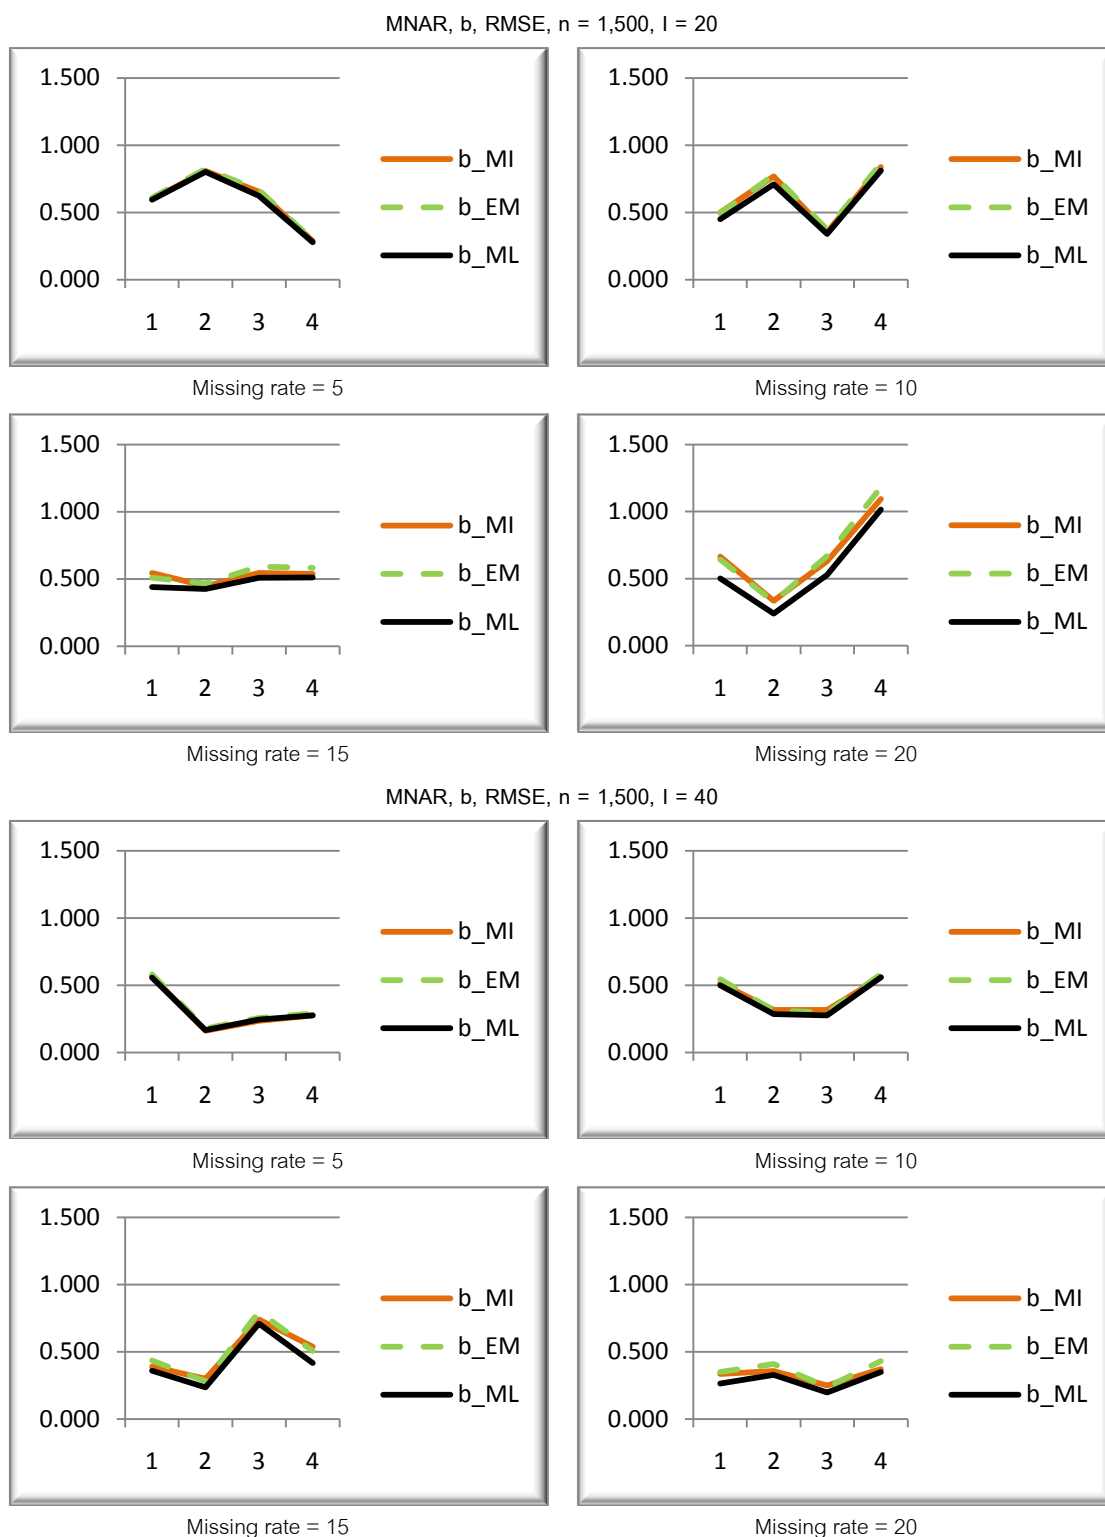 MNAR, b, RMSE, n = 1,500, I = 20
1.500
1.000
0.500
0.000
1 2 3 4
b_MI
b_EM
b_ML
Missing rate = 5
1.500
1.000
0.500
0.000
1 2 3 4
b_MI
b_EM
b_ML
Missing rate = 10
1.500
1.000
0.500
0.000
1 2 3 4
b_MI
b_EM
b_ML
Missing rate = 15
1.500
1.000
0.500
0.000
1 2 3 4
b_MI
b_EM
b_ML
Missing rate = 20
MNAR, b, RMSE, n = 1,500, I = 40
1.500
1.000
0.500
0.000
1 2 3 4
b_MI
b_EM
b_ML
Missing rate = 5
1.500
1.000
0.500
0.000
1 2 3 4
b_MI
b_EM
b_ML
Missing rate = 10
1.500
1.000
0.500
0.000
1 2 3 4
b_MI
b_EM
b_ML
Missing rate = 15
1.500
1.000
0.500
0.000
1 2 3 4
b_MI
b_EM
b_ML
Missing rate = 20